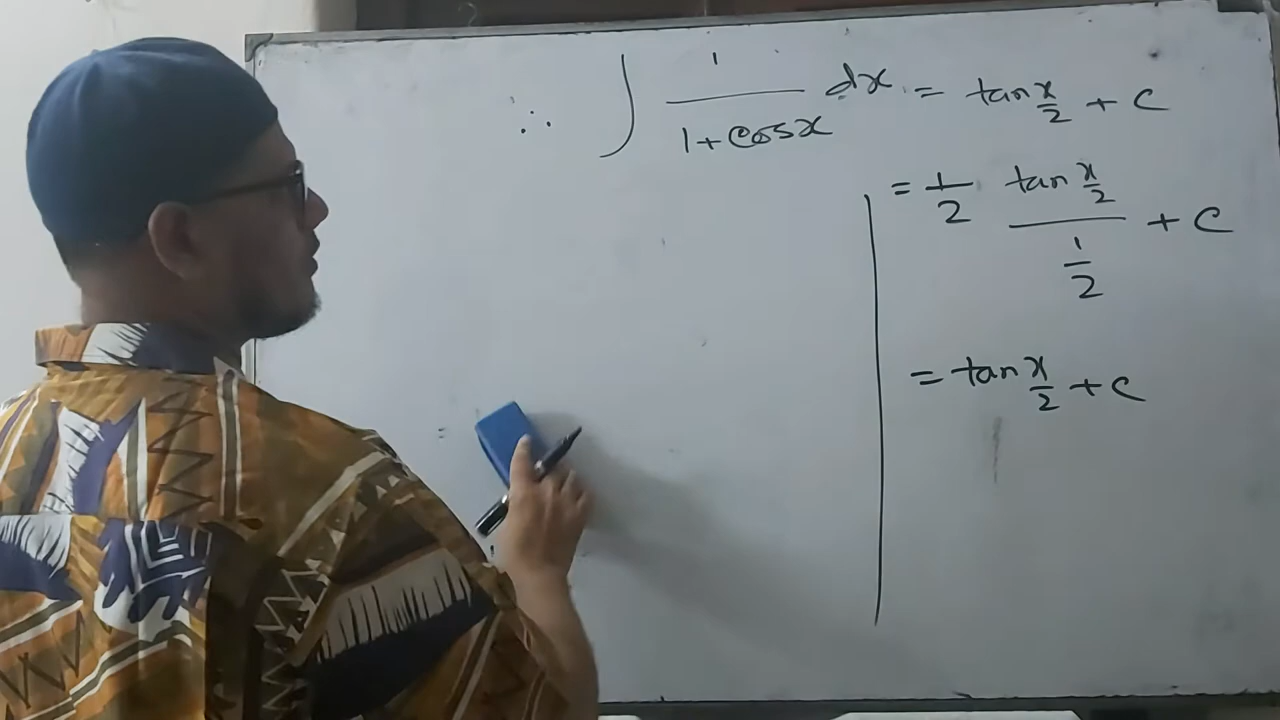 ∴ ∫ 1/(1+cosx) dx = tan x/2 + c
= 1/2 (tan x/2)/(1/2) + c
= tan x/2 + c